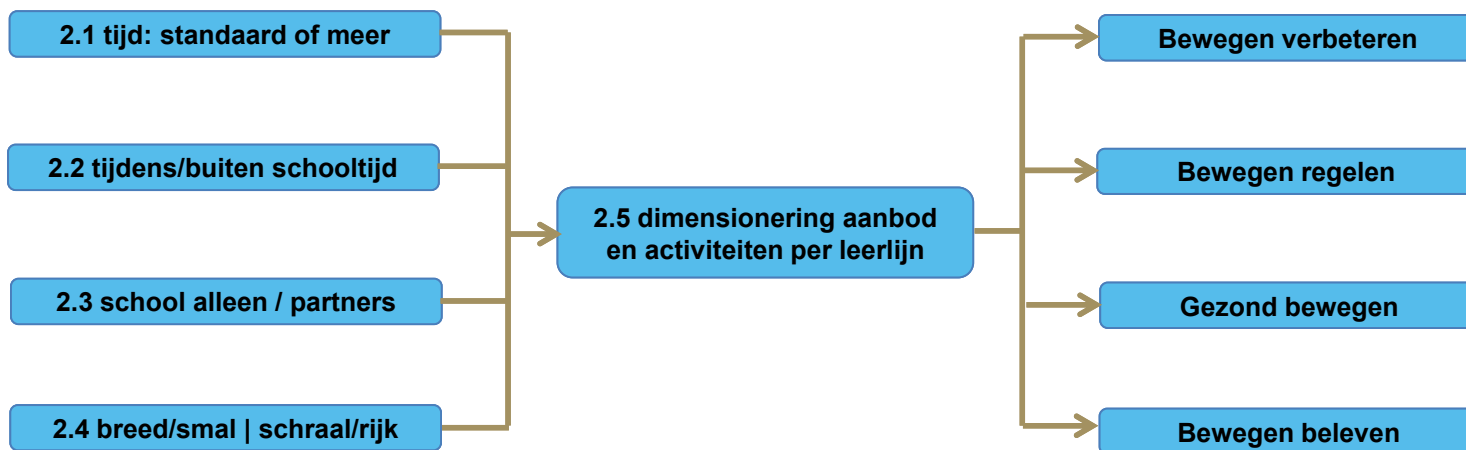 2.1 tijd: standaard of meer
2.2 tijdens/buiten schooltijd
2.3 school alleen / partners
2.4 breed/smal | schraal/rijk
2.5 dimensionering aanbod
en activiteiten per leerlijn
Bewegen verbeteren
Bewegen regelen
Gezond bewegen
Bewegen beleven